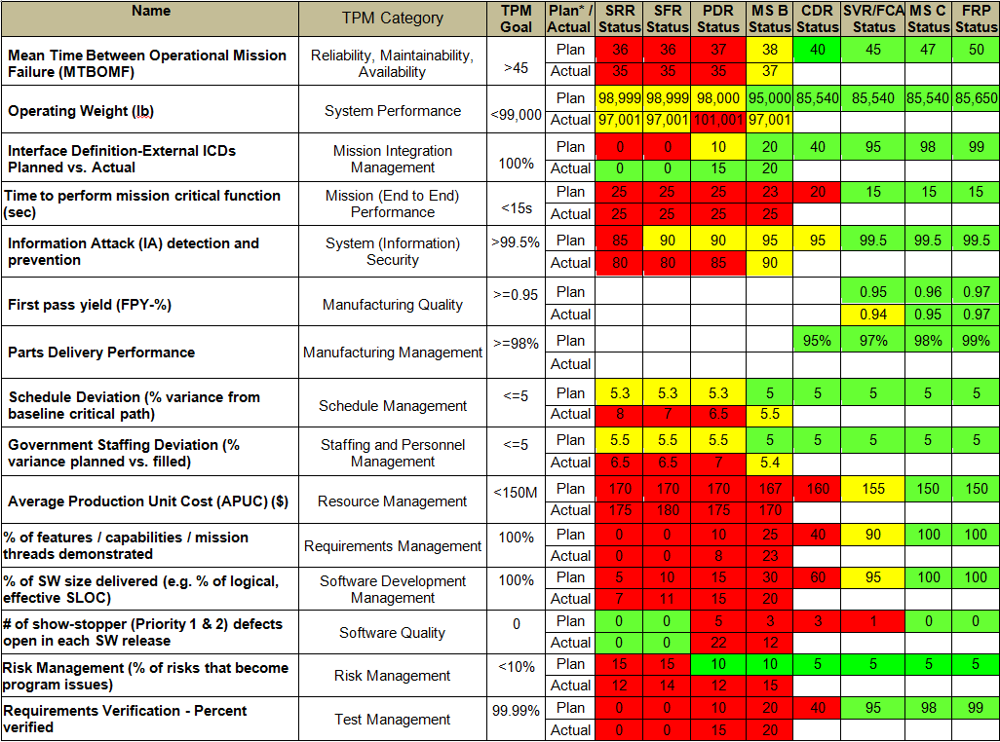 Name TPM Category TPM Goal Plan* / Actual SRR Status SFR Status PDR Status MS B Status CDR Status SVR/FCA Status MS C Status FRP Status
Mean Time Between Operational Mission
Failure (MTBOMF)
Reliability, Maintainability,
Availability
>45
Plan 36 36 37 38 40 45 47 50
Actual 35 35 35 37
Operating Weight (lb)
System Performance
<99,000
Plan 98,999 98,999 98,000 95,000 85,540 85,540 85,540 85,650
Actual 97,001 97,001 101,001 97,001
Interface Definition-External ICDs
Planned vs. Actual
Mission Integration
Management
100%
Plan 0 0 10 20 40 95 98 99
Actual 0 0 15 20
Time to perform mission critical function
(sec)
Mission (End to End)
Performance
<15s
Plan 25 25 25 23 20 15 15 15
Actual 25 25 25 25
Information Attack (IA) detection and
prevention
System (Information)
Security
>99.5%
Plan 85 90 90 95 95 99.5 99.5 99.5
Actual 80 80 85 90
First pass yield (FPY-%)
Manufacturing Quality
>=0.95
Plan 0.95 0.96 0.97
Actual 0.94 0.95 0.97
Parts Delivery Performance
Manufacturing Management
>=98%
Plan 95% 97% 98% 99%
Actual
Schedule Deviation (% variance from
baseline critical path)
Schedule Management
<=5
Plan 5.3 5.3 5.3 5 5 5 5 5
Actual 8 7 6.5 5.5
Government Staffing Deviation (%
variance planned vs. filled)
Staffing and Personnel
Management
<=5
Plan 5.5 5.5 5.5 5 5 5 5 5
Actual 6.5 6.5 7 5.4
Average Production Unit Cost (APUC) ($)
Resource Management
<150M
Plan 170 170 170 167 160 155 150 150
Actual 175 180 175 170
% of features / capabilities / mission
threads demonstrated
Requirements Management
100%
Plan 0 0 10 25 40 90 100 100
Actual 0 0 8 23
% of SW size delivered (e.g. % of logical,
effective SLOC)
Software Development
Management
100%
Plan 5 10 15 30 60 95 100 100
Actual 7 11 15 20
# of show-stopper (Priority 1 & 2) defects
open in each SW release
Software Quality
0
Plan 0 0 5 3 3 1 0 0
Actual 0 0 22 12
Risk Management (% of risks that become
program issues)
Risk Management
<10%
Plan 15 15 10 10 5 5 5 5
Actual 12 14 12 15
Requirements Verification - Percent
verified
Test Management
99.99%
Plan 0 0 10 20 40 95 98 99
Actual 0 0 15 20